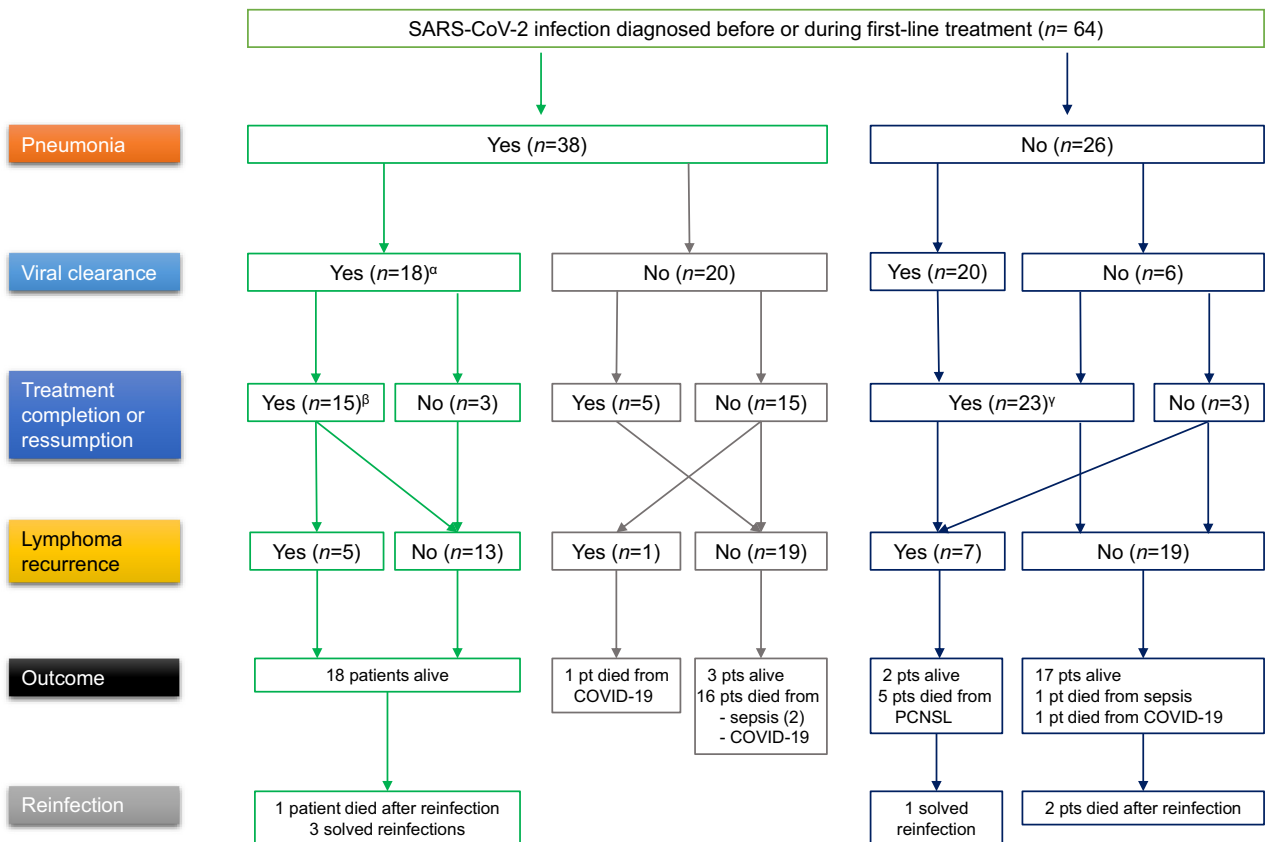 SARS-CoV-2 infection diagnosed before or during first-line treatment (n= 64)
Pneumonia
Yes (n=38)
No (n=26)
Viral clearance
Yes (n=18)α
No (n=20)
Yes (n=20)
No (n=6)
Treatment
completion or
ressumption
Yes (n=15)β
No (n=3)
Yes (n=5)
No (n=15)
Yes (n=23)γ
No (n=3)
Lymphoma
recurrence
Yes (n=5)
No (n=13)
Yes (n=1)
No (n=19)
Yes (n=7)
No (n=19)
Outcome
18 patients alive
1 pt died from
COVID-19
3 pts alive
16 pts died from
- sepsis (2)
- COVID-19
2 pts alive
5 pts died from
PCNSL
17 pts alive
1 pt died from sepsis
1 pt died from COVID-19
Reinfection
1 patient died after reinfection
3 solved reinfections
1 solved
reinfection
2 pts died after reinfection